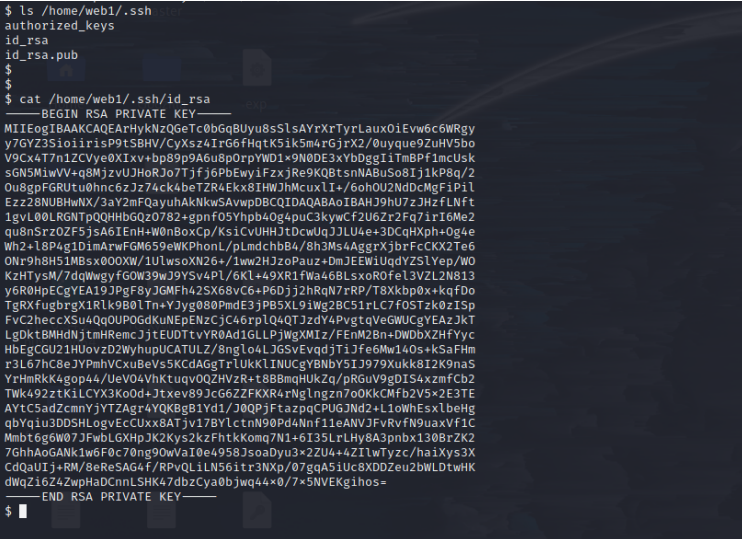 $ ls /home/web1/.ssh
authorized_keys
id_rsa
id_rsa.pub
$
$
$ cat /home/web1/.ssh/id_rsa
-----BEGIN RSA PRIVATE KEY-----
MIIEogIBAAKCAQEArHykNzQGeTc0bGqBUyu8sSlsAYrXrTyrLauxOiEvw6c6WRgy
y7GYZ3SioiirisP9tSBHV/CyXsz4IrG6fHqtK5ik5m4rGjrX2/0uyque9ZuHV5bo
V9Cx4T7n1ZCVye0XIxv+bp89p9A6u8pOrpYWD1×9N0DE3xYbDggIiTmBPf1mcUsk
sGN5MiwVV+q8MjzvUJHoRJo7Tjfj6PbEwyiFzxjRe9KQBtsnNABuSo8Ij1kP8q/2
Ou8gpFGRUtu0hnc6zJz74ck4beTZR4Ekx8IHWJhMcuxlI+/6ohOU2NdDcMgFiPil
Ezz28NUBHwNX/3aY2mFQayuhAkNkwSAvwpDBCQIDAQABAoIBAHJ9hU7zJHzfLNft
1gvL00LRGNTpQQHHbGQzO782+gpnfO5Yhpb4Og4puC3kywCf2U6Zr2Fq7irI6Me2
qu8nSrzOZF5jsA6IEnH+W0nBoxCp/KsiCvUHHJtDcwUqJJLU4e+3DCqHXph+Og4e
Wh2+l8P4g1DimArwFGM659eWKPhonL/pLmdchbB4/8h3Ms4AggrXjbrFcCKX2Te6
ONr9h8H51MBsx0OOXW/1UlwsoXN26+/1ww2HJzoPauz+DmJEEWiUqdYZSlYep/WO
KzHTysM/7dqWwgyfGOW39wJ9YSv4Pl/6Kl+49XR1fWa46BLsxoROfel3VZL2N813
y6R0HpECgYEA19JPgF8yJGMFh42SX68vC6+P6Djj2hRqN7rRP/T8Xkbp0x+kqfDo
TgRXfugbrgX1Rlk9B0lTn+YJyg080PmdE3jPB5XL9iWg2BC51rLC7fOSTzk0zISp
FvC2heccXSu4QqOUPOGdKuNEpENzCjC46rplQ4QTJzdY4PvgtqVeGWUCgYEAzJkT
LgDktBMHdNjtmHRemcJjtEUDTtvYR0Ad1GLLPjWgXMIz/FEnM2Bn+DWDbXZHfYyc
HbEgCGU21HUovzD2WyhupUCATULZ/8nglo4LJGSvEvqdjTiJfe6Mw14Os+kSaFHm
r3L67hC8eJYPmhVCxuBeVs5KCdAGgTrlUkKlINUCgYBNbY5IJ979Xukk8I2K9naS
YrHmRkK4gop44/UeVO4VhKtuqvOQZHVzR+t8BBmqHUkZq/pRGuV9gDIS4xzmfCb2
TWk492ztKiLCYX3KoOd+Jtxev89JcG6ZZFKXR4rNglngzn7oOKkCMfb2V5×2E3TE
AYtC5adZcmnYjYTZAgr4YQKBgB1Yd1/J0QPjFtazpqCPUGJNd2+L1oWhEsxlbeHg
qbYqiu3DDSHLogvEcCUxx8ATjv17BYlctnN90Pd4Nnf11eANVJFvRvfN9uaxVf1C
Mmbt6g6W07JFwbLGXHpJK2Kys2kzFhtkKomq7N1+6I35LrLHy8A3pnbx130BrZK2
7GhhAoGANk1w6F0c70ng9OwVaI0e4958JsoaDyu3×2ZU4+4ZIlwTyzc/haiXys3X
CdQaUIj+RM/8eReSAG4f/RPvQLiLN56itr3NXp/07gqA5iUc8XDDZeu2bWLDtwHK
dWqZi6Z4ZwpHaDCnnLSHK47dbzCya0bjwq44×0/7×5NVEKgihos=
-----END RSA PRIVATE KEY-----
$